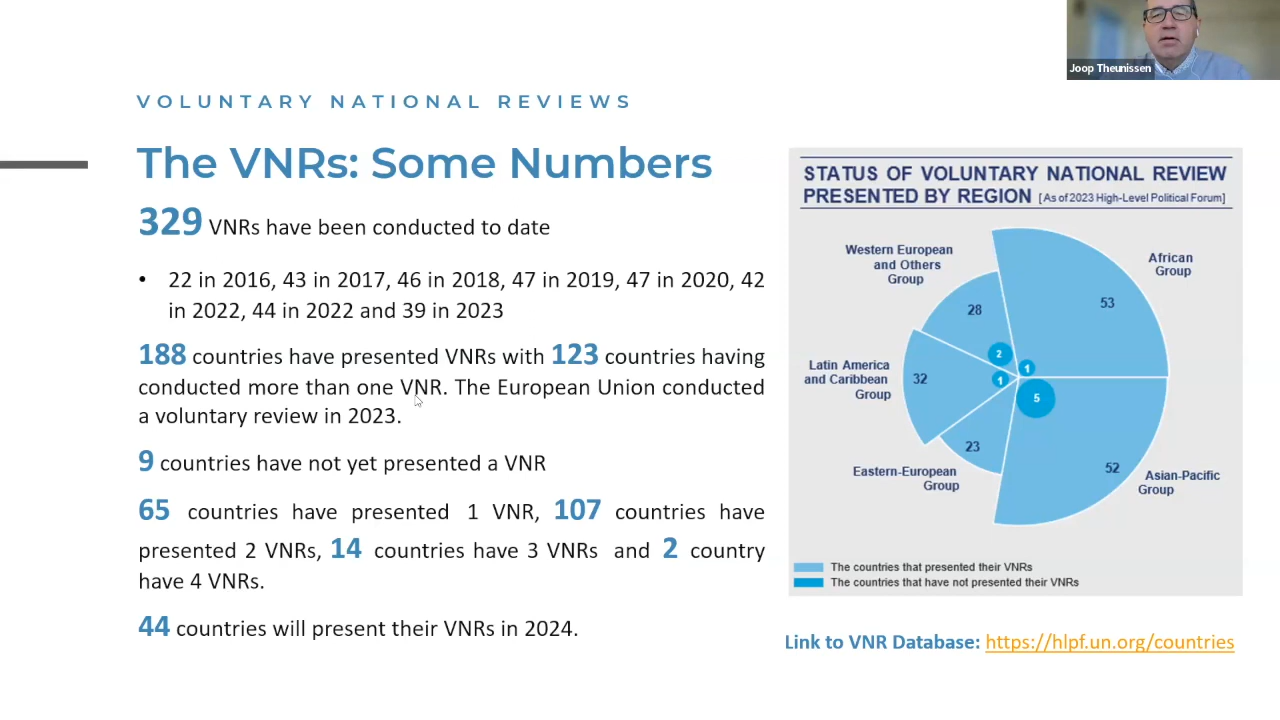 Joop Theunissen
VOLUNTARY NATIONAL REVIEWS
The VNRs: Some Numbers
329 VNRs have been conducted to date
• 22 in 2016, 43 in 2017, 46 in 2018, 47 in 2019, 47 in 2020, 42
in 2022, 44 in 2022 and 39 in 2023
188 countries have presented VNRs with 123 countries having
conducted more than one VNR. The European Union conducted
a voluntary review in 2023.
9 countries have not yet presented a VNR
65 countries have presented 1 VNR, 107 countries have
presented 2 VNRs, 14 countries have 3 VNRs and 2 country
have 4 VNRs.
44 countries will present their VNRs in 2024.
STATUS OF VOLUNTARY NATIONAL REVIEW
PRESENTED BY REGION [As of 2023 High-Level Political Forum]
Western European
and Others
Group
28
2
African
Group
53
1
Latin America
and Caribbean
Group
32
1
5
23
Eastern-European
Group
52
Asian-Pacific
Group
The countries that presented their VNRs
The countries that have not presented their VNRs
Link to VNR Database: https://hlpf.un.org/countries